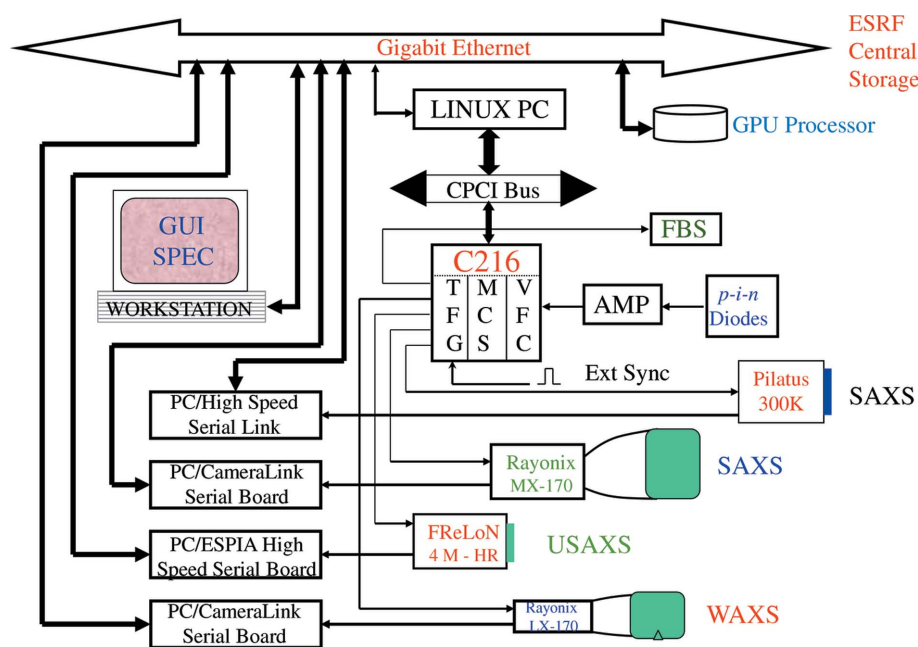 Gigabit Ethernet
ESRF
Central
Storage
LINUX PC
GPU Processor
CPCI Bus
GUI
SPEC
WORKSTATION
FBS
C216
T M V
F C F
G S C
AMP
p-i-n
Diodes
Ext Sync
PC/High Speed
Serial Link
Pilatus
300K
SAXS
PC/CameraLink
Serial Board
Rayonix
MX-170
SAXS
PC/ESPIA High
Speed Serial Board
FReLoN
4 M - HR
USAXS
PC/CameraLink
Serial Board
Rayonix
LX-170
WAXS